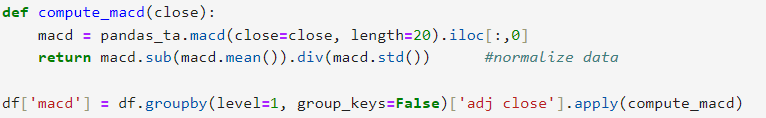 def compute_macd(close):
    macd = pandas_ta.macd(close=close, length=20).iloc[:,0]
    return macd.sub(macd.mean()).div(macd.std())      #normalize data
df['macd'] = df.groupby(level=1, group_keys=False)['adj close'].apply(compute_macd)